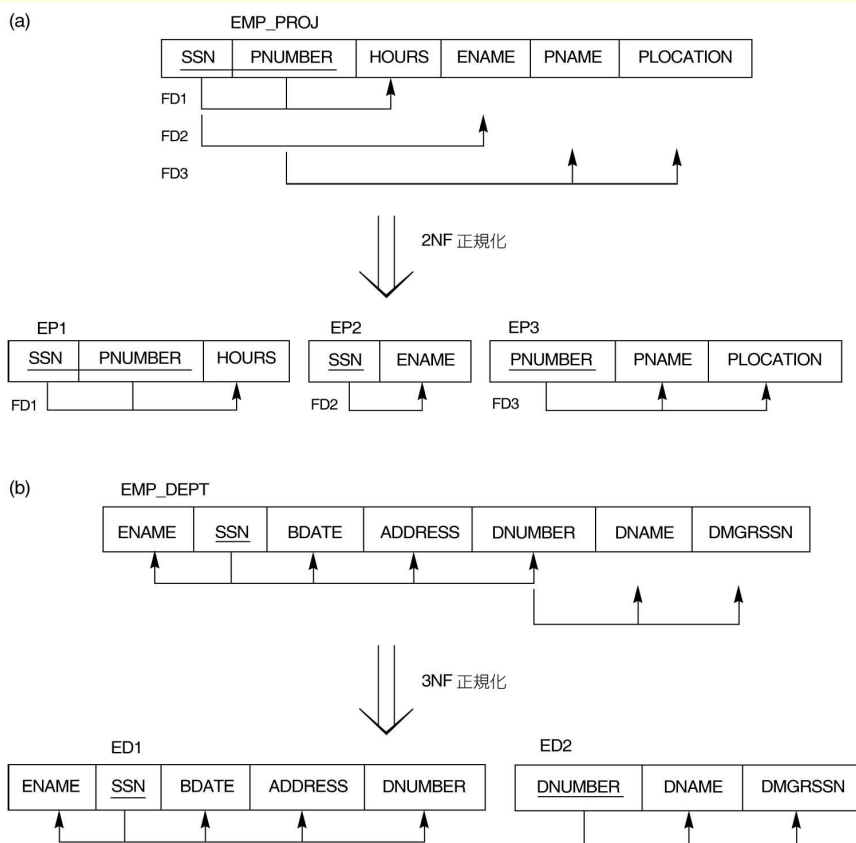 (a)
EMP_PROJ
SSN PNUMBER HOURS ENAME PNAME PLOCATION
FD1
FD2
FD3
2NF 正規化
EP1 EP2 EP3
SSN PNUMBER HOURS SSN ENAME PNUMBER PNAME PLOCATION
FD1 FD2 FD3
(b)
EMP_DEPT
ENAME SSN BDATE ADDRESS DNUMBER DNAME DMGRSSN
3NF 正規化
ED1 ED2
ENAME SSN BDATE ADDRESS DNUMBER DNUMBER DNAME DMGRSSN